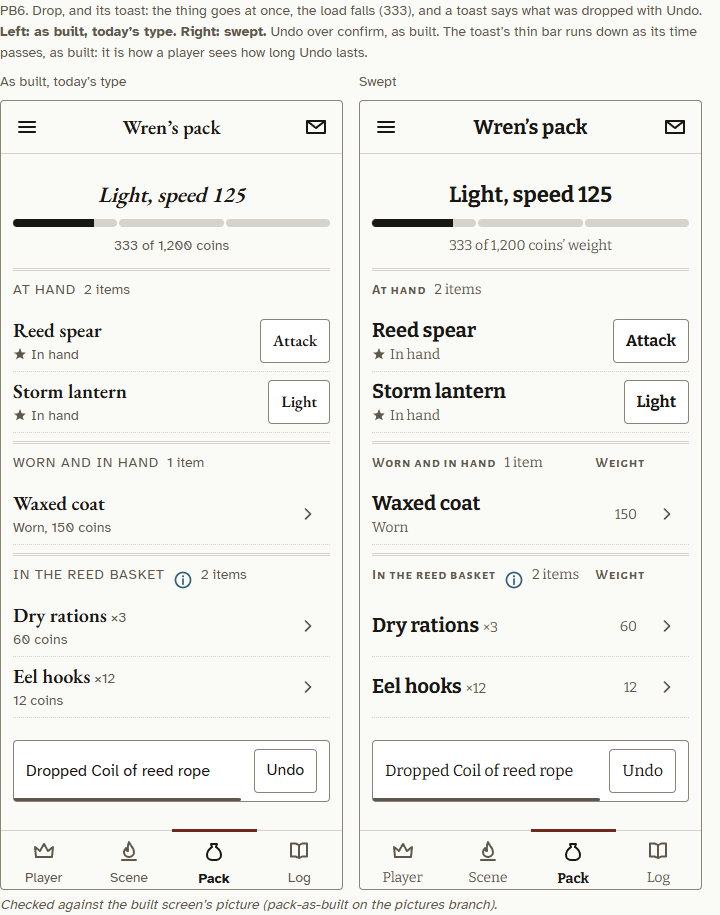 PB6. Drop, and its toast: the thing goes at once, the load falls (333), and a toast says what was dropped with Undo.
Left: as built, today's type. Right: swept. Undo over confirm, as built. The toast's thin bar runs down as its time
passes, as built: it is how a player sees how long Undo lasts.
As built, today's type
Wren's pack
Light, speed 125
333 of 1,200 coins
AT HAND 2 items
Reed spear
★ In hand
Attack
Storm lantern
★ In hand
Light
WORN AND IN HAND 1 item
Waxed coat
Worn, 150 coins
IN THE REED BASKET 2 items
Dry rations ×3
60 coins
Eel hooks ×12
12 coins
Dropped Coil of reed rope
Undo
Player Scene Pack Log
Swept
Wren's pack
Light, speed 125
333 of 1,200 coins' weight
AT HAND 2 items
Reed spear
★ In hand
Attack
Storm lantern
★ In hand
Light
WORN AND IN HAND 1 item WEIGHT
Waxed coat
Worn
150
IN THE REED BASKET 2 items WEIGHT
Dry rations ×3 60
Eel hooks ×12 12
Dropped Coil of reed rope
Undo
Player Scene Pack Log
Checked against the built screen's picture (pack-as-built on the pictures branch).